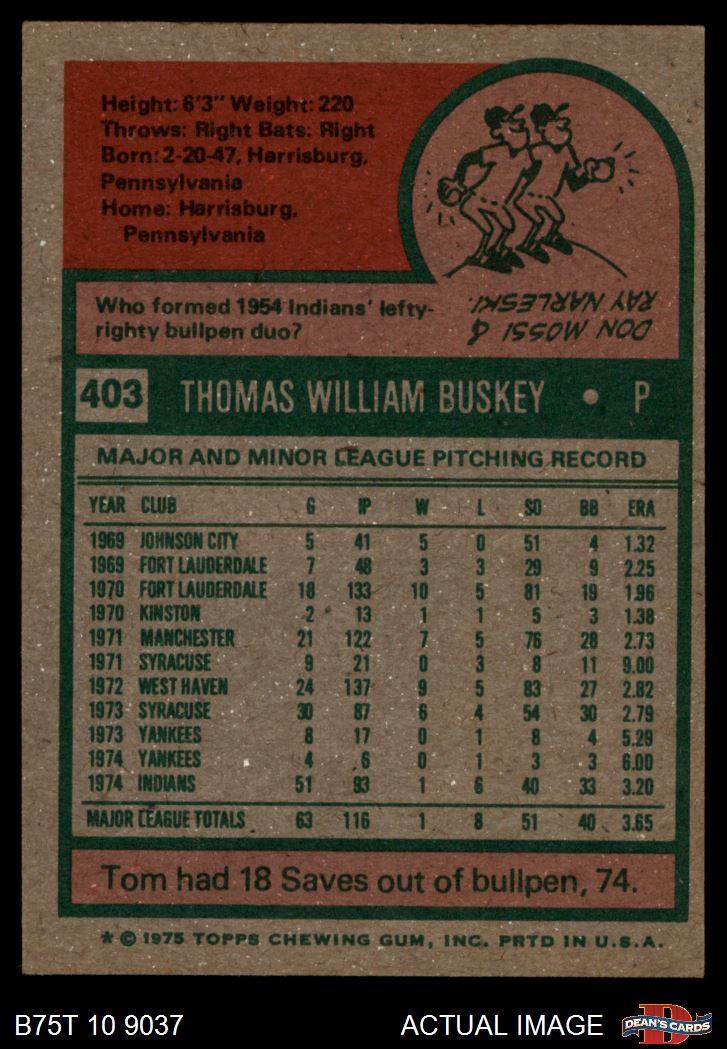 Height: 6'3" Weight: 220
Throws: Right Bats: Right
Born: 2-20-47, Harrisburg,
Pennsylvania
Home: Harrisburg,
Pennsylvania
Who formed 1954 Indians' lefty-
righty bullpen duo?
DON MOSSI &
RAY NARLESKI.
403 THOMAS WILLIAM BUSKEY • P
MAJOR AND MINOR LEAGUE PITCHING RECORD
YEAR CLUB G IP W L SO BB ERA
1969 JOHNSON CITY 5 41 5 0 51 4 1.32
1969 FORT LAUDERDALE 7 48 3 3 29 9 2.25
1970 FORT LAUDERDALE 18 133 10 5 81 19 1.96
1970 KINSTON 2 13 1 1 5 3 1.38
1971 MANCHESTER 21 122 7 5 76 28 2.73
1971 SYRACUSE 9 21 0 3 8 11 9.00
1972 WEST HAVEN 24 137 9 5 83 27 2.82
1973 SYRACUSE 30 87 6 4 54 30 2.79
1973 YANKEES 8 17 0 1 8 4 5.29
1974 YANKEES 4 6 0 1 3 3 6.00
1974 INDIANS 51 93 1 6 40 33 3.20
MAJOR LEAGUE TOTALS 63 116 1 8 51 40 3.65
Tom had 18 Saves out of bullpen, 74.
* © 1975 TOPPS CHEWING GUM, INC. PRTD IN U.S.A.
B75T 10 9037 ACTUAL IMAGE D DEAN'S CARDS